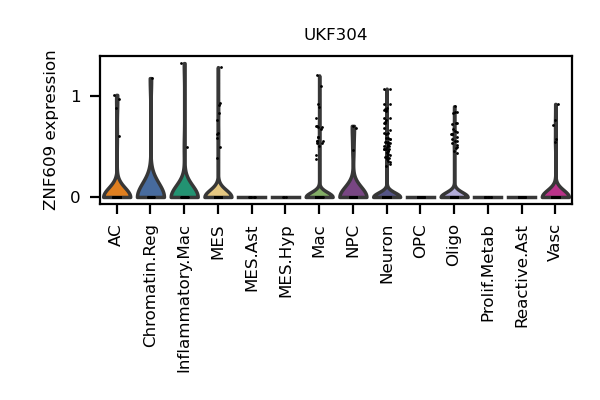 UKF304
ZNF609 expression
1
0
AC
Chromatin.Reg
Inflammatory.Mac
MES
MES.Ast
MES.Hyp
Mac
NPC
Neuron
OPC
Oligo
Prolif.Metab
Reactive.Ast
Vasc